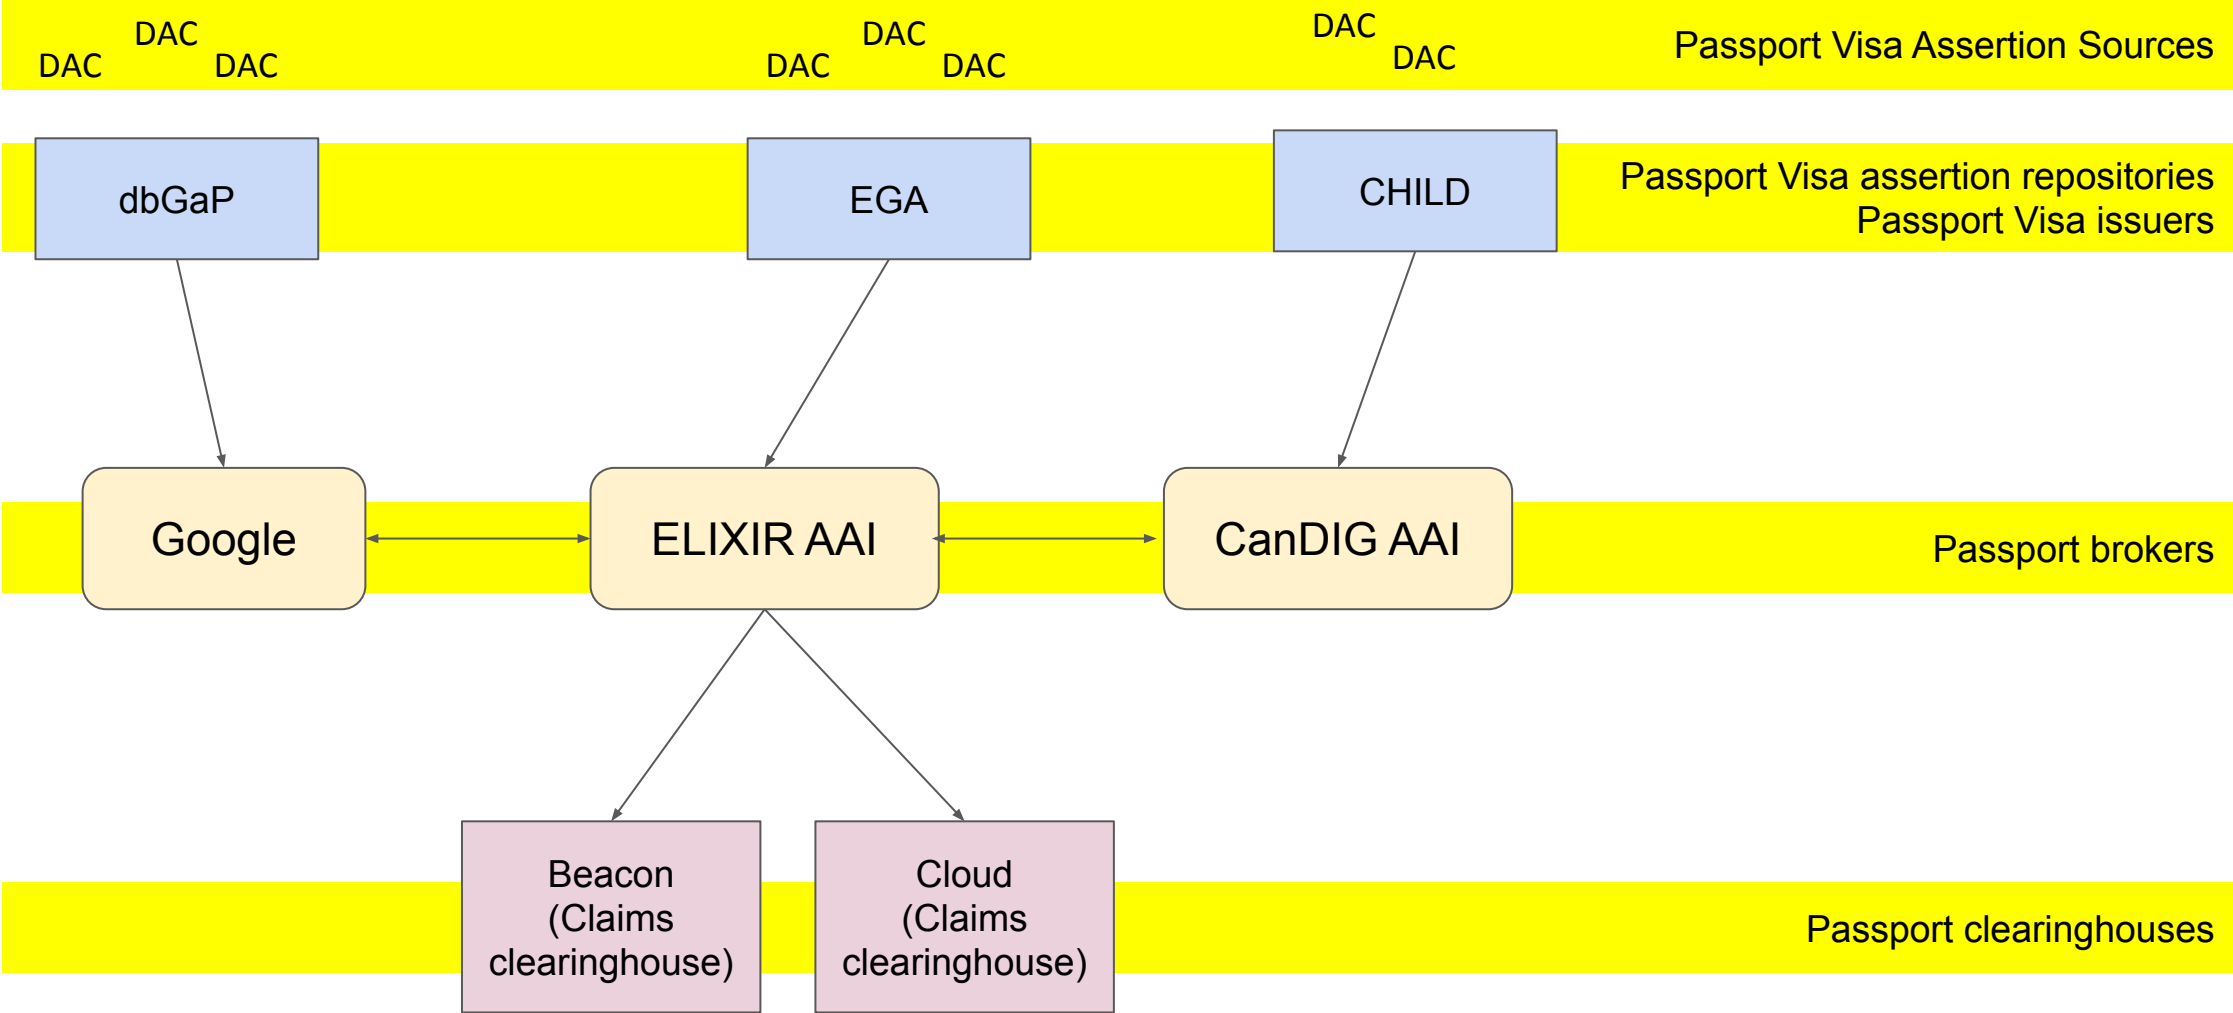 DAC
DAC
DAC
DAC
DAC
DAC
DAC
DAC
Passport Visa Assertion Sources
dbGaP
EGA
CHILD
Passport Visa assertion repositories
Passport Visa issuers
Google
ELIXIR AAI
CanDIG AAI
Passport brokers
Beacon
(Claims
clearinghouse)
Cloud
(Claims
clearinghouse)
Passport clearinghouses